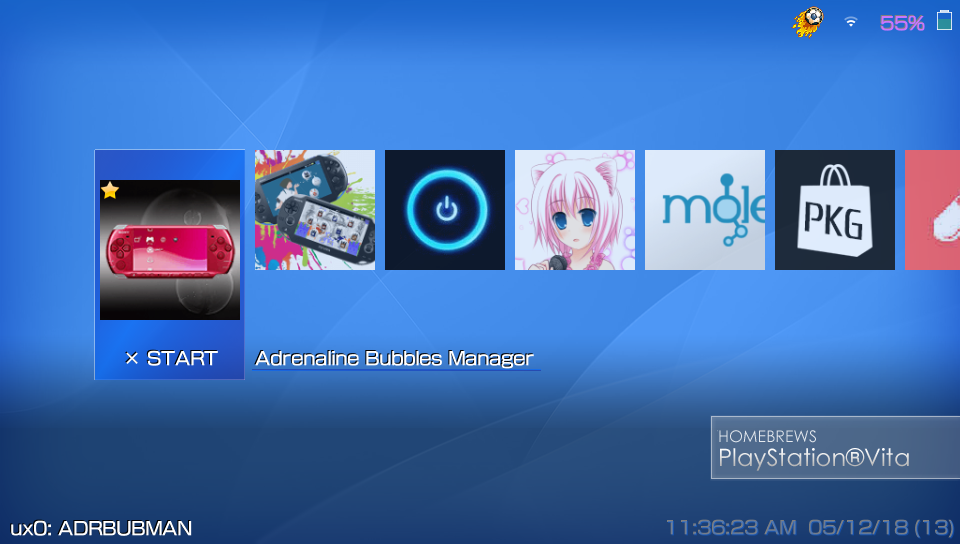 55%
mole
PKG
× START
Adrenaline Bubbles Manager
HOMEBREWS
PlayStation®Vita
ux0: ADRBUBMAN
11:36:23 AM 05/12/18 (13)